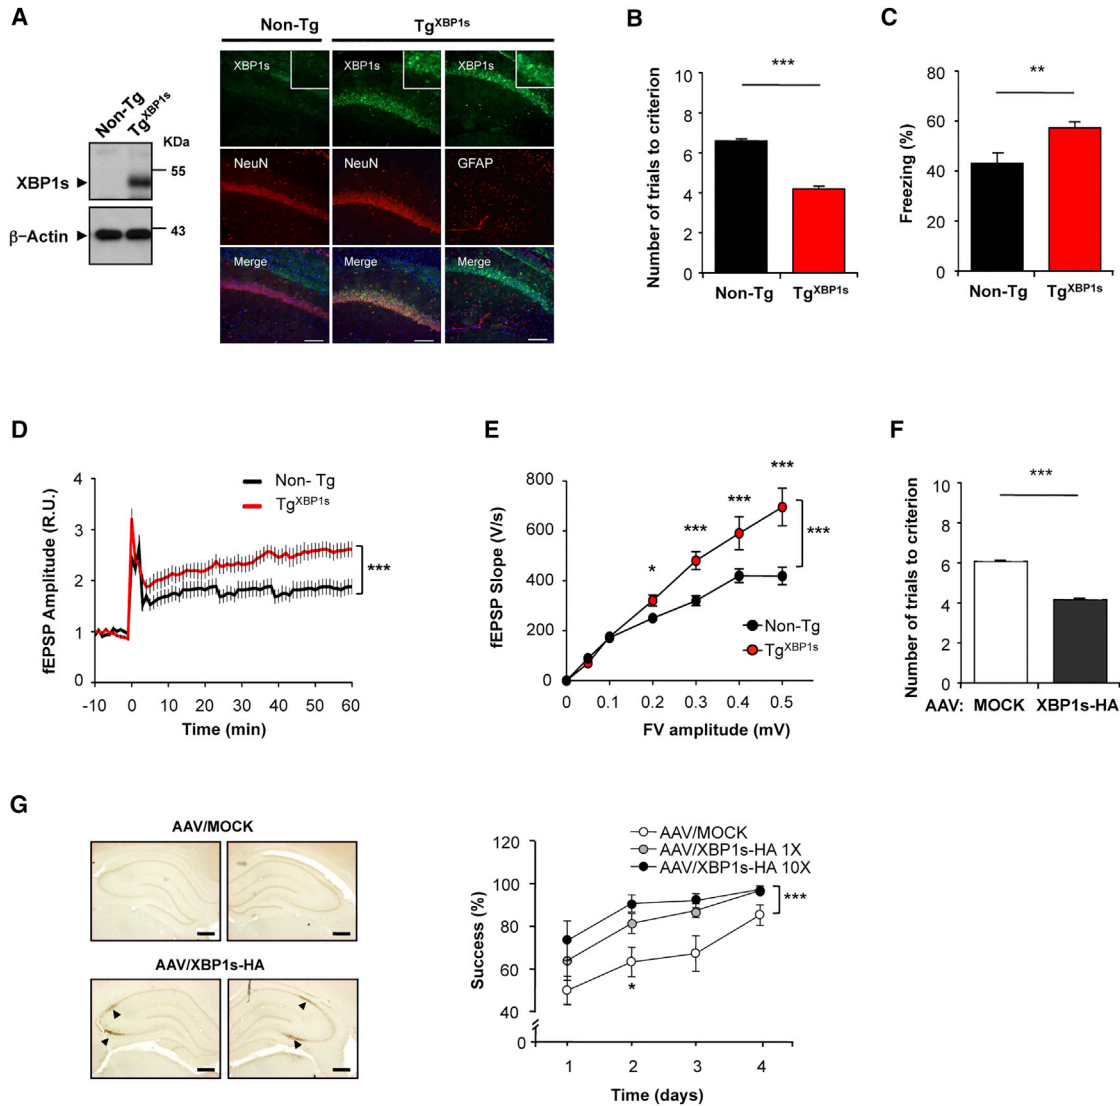 A
Non-Tg
Tg^XBP1s
Non-Tg
Tg^XBP1s
KDa
XBP1s
55
β-Actin
43
XBP1s
XBP1s
XBP1s
NeuN
NeuN
GFAP
Merge
Merge
Merge
B
Number of trials to criterion
10
8
6
4
2
0
***
Non-Tg
Tg^XBP1s
C
Freezing (%)
80
60
40
20
0
**
Non-Tg
Tg^XBP1s
D
fEPSP Amplitude (R.U.)
4
3
2
1
0
Non- Tg
Tg^XBP1s
***
-10 0 10 20 30 40 50 60
Time (min)
E
fEPSP Slope (V/s)
800
600
400
200
0
*
***
***
***
***
Non-Tg
Tg^XBP1s
0 0.1 0.2 0.3 0.4 0.5
FV amplitude (mV)
F
Number of trials to criterion
10
8
6
4
2
0
***
AAV: MOCK XBP1s-HA
G
AAV/MOCK
AAV/XBP1s-HA
Success (%)
120
100
80
60
40
0
AAV/MOCK
AAV/XBP1s-HA 1X
AAV/XBP1s-HA 10X
***
*
1 2 3 4
Time (days)